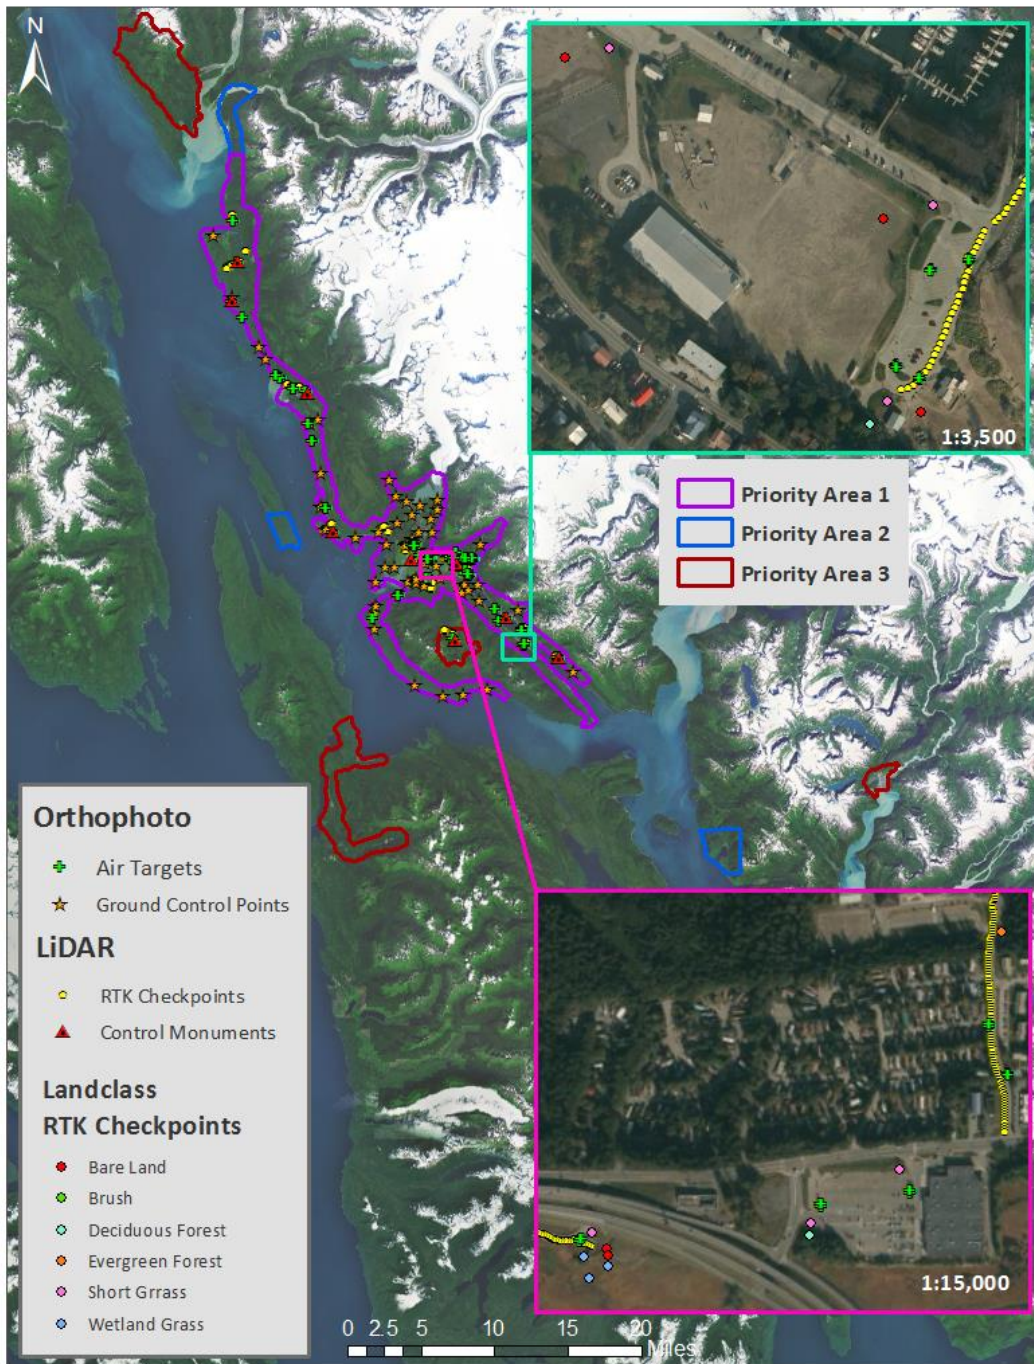 N
1:3,500
Priority Area 1
Priority Area 2
Priority Area 3
Orthophoto
Air Targets
Ground Control Points
LiDAR
RTK Checkpoints
Control Monuments
Landclass
RTK Checkpoints
Bare Land
Brush
Deciduous Forest
Evergreen Forest
Short Grrass
Wetland Grass
1:15,000
0 2.5 5 10 15 20
Miles